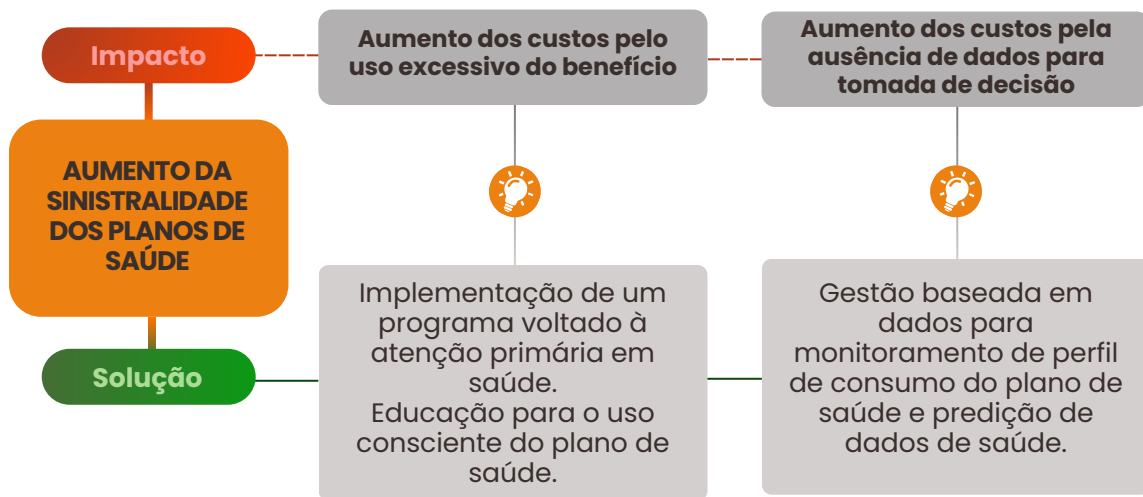 Impacto
Aumento dos custos pelo
uso excessivo do benefício
Aumento dos custos pela
ausência de dados para
tomada de decisão
AUMENTO DA
SINISTRALIDADE
DOS PLANOS DE
SAÚDE
Solução
Implementação de um
programa voltado à
atenção primária em
saúde.
Educação para o uso
consciente do plano de
saúde.
Gestão baseada em
dados para
monitoramento de perfil
de consumo do plano de
saúde e predição de
dados de saúde.